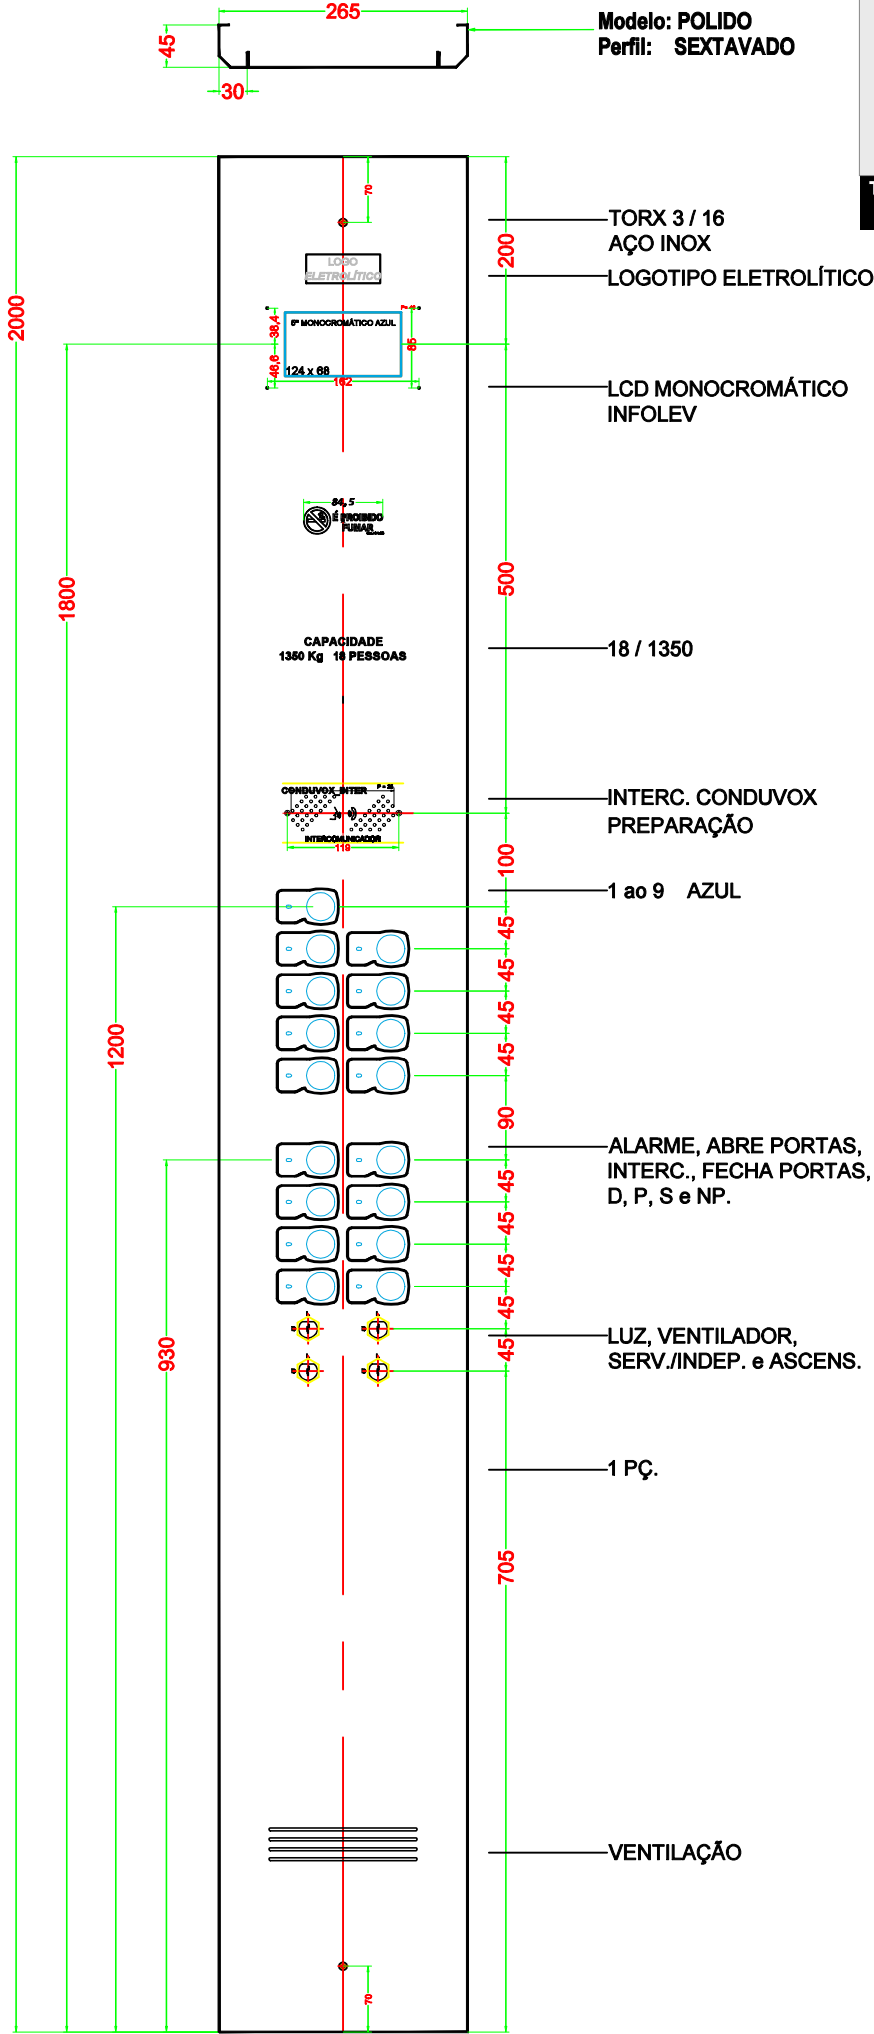 265
Modelo: POLIDO
Perfil: SEXTAVADO
45
30
70
TORX 3 / 16
AÇO INOX
200
LOGO
ELETROLÍTICO
LOGOTIPO ELETROLÍTICO
2000
38,4
5" MONOCROMÁTICO AZUL
85
46,6
124 x 68
162
LCD MONOCROMÁTICO
INFOLEV
84,5
É PROIBIDO
FUMAR
500
1800
CAPACIDADE
1350 Kg 18 PESSOAS
18 / 1350
CONDUVOX INTER
INTERCOMUNICADOR
118
INTERC. CONDUVOX
PREPARAÇÃO
100
1 ao 9 AZUL
45
45
45
45
1200
90
ALARME, ABRE PORTAS,
INTERC., FECHA PORTAS,
D, P, S e NP.
45
45
45
45
45
930
LUZ, VENTILADOR,
SERV./INDEP. e ASCENS.
1 PÇ.
705
VENTILAÇÃO
70